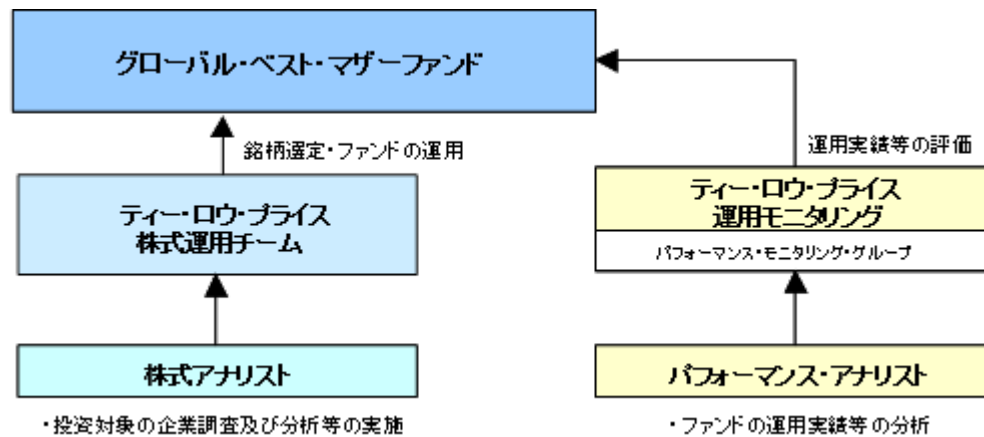 グローバル・ベスト・マザーファンド
銘柄選定・ファンドの運用
運用実績等の評価
ティー・ロウ・プライス
株式運用チーム
ティー・ロウ・プライス
運用モニタリング
パフォーマンス・モニタリング・グループ
株式アナリスト
パフォーマンス・アナリスト
・投資対象の企業調査及び分析等の実施
・ファンドの運用実績等の分析